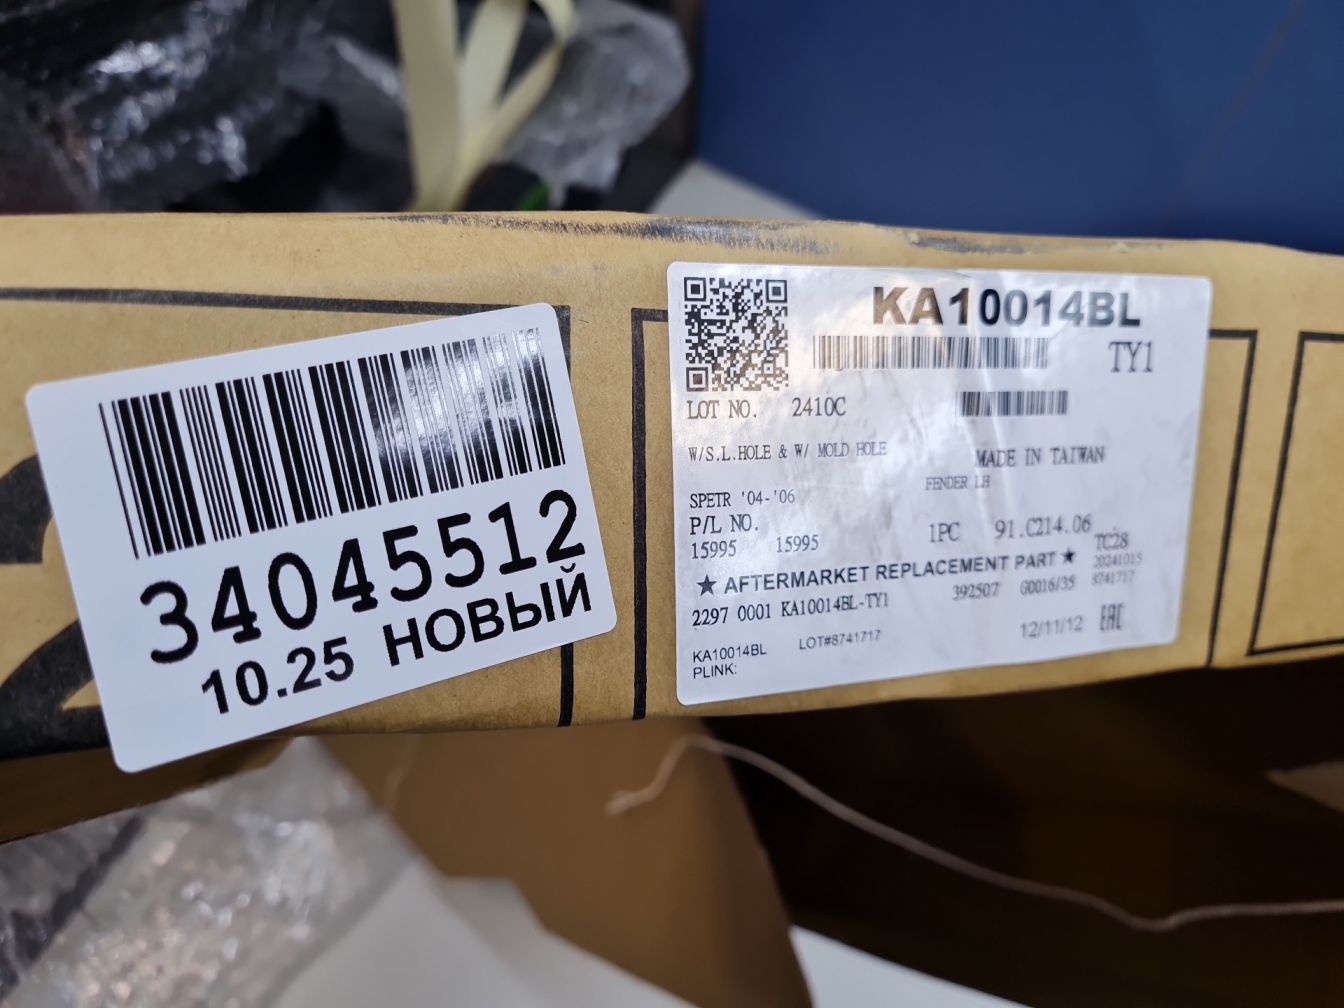 34045512
10.25 НОВЫЙ
KA10014BL
TY1
LOT NO. 2410C
W/S.L.HOLE & W/ MOLD HOLE
MADE IN TAIWAN
FENDER LH
SPETR '04-'06
P/L NO.
1PC 91.C214.06
15995 15995
TC28
★ AFTERMARKET REPLACEMENT PART ★
20241015
2297 0001 KA10014BL-TY1
392507 G0016/35 8741717
12/11/12 EAC
KA10014BL LOT#8741717
PLINK: